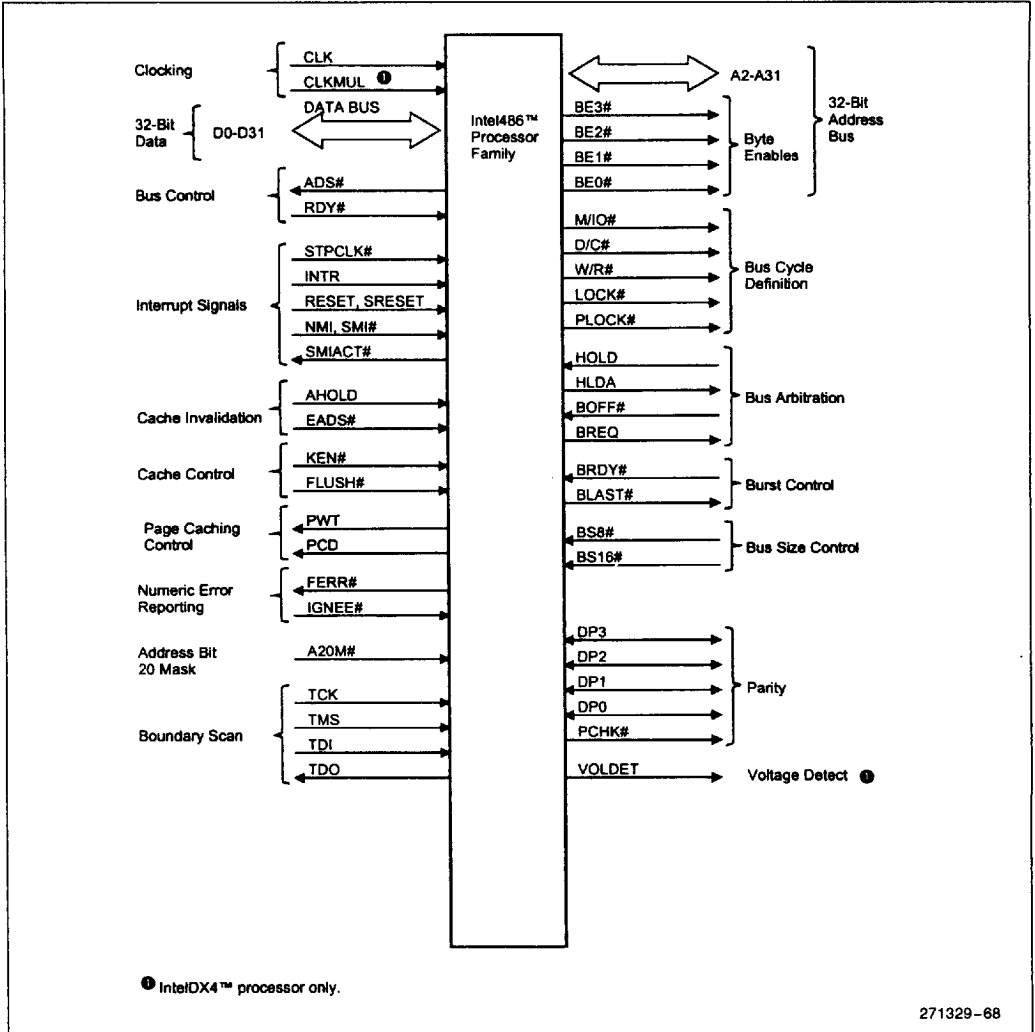 Clocking
CLK
CLKMUL ❶
32-Bit
Data
D0-D31
DATA BUS
Bus Control
ADS#
RDY#
Interrupt Signals
STPCLK#
INTR
RESET, SRESET
NMI, SMI#
SMIACT#
Cache Invalidation
AHOLD
EADS#
Cache Control
KEN#
FLUSH#
Page Caching
Control
PWT
PCD
Numeric Error
Reporting
FERR#
IGNEE#
Address Bit
20 Mask
A20M#
Boundary Scan
TCK
TMS
TDI
TDO
Intel486™
Processor
Family
A2-A31
32-Bit
Address
Bus
BE3#
BE2#
BE1#
BE0#
Byte
Enables
M/IO#
D/C#
W/R#
LOCK#
PLOCK#
Bus Cycle
Definition
HOLD
HLDA
BOFF#
BREQ
Bus Arbitration
BRDY#
BLAST#
Burst Control
BS8#
BS16#
Bus Size Control
DP3
DP2
DP1
DP0
PCHK#
Parity
VOLDET
Voltage Detect ❶
❶ IntelDX4™ processor only.
271329-68